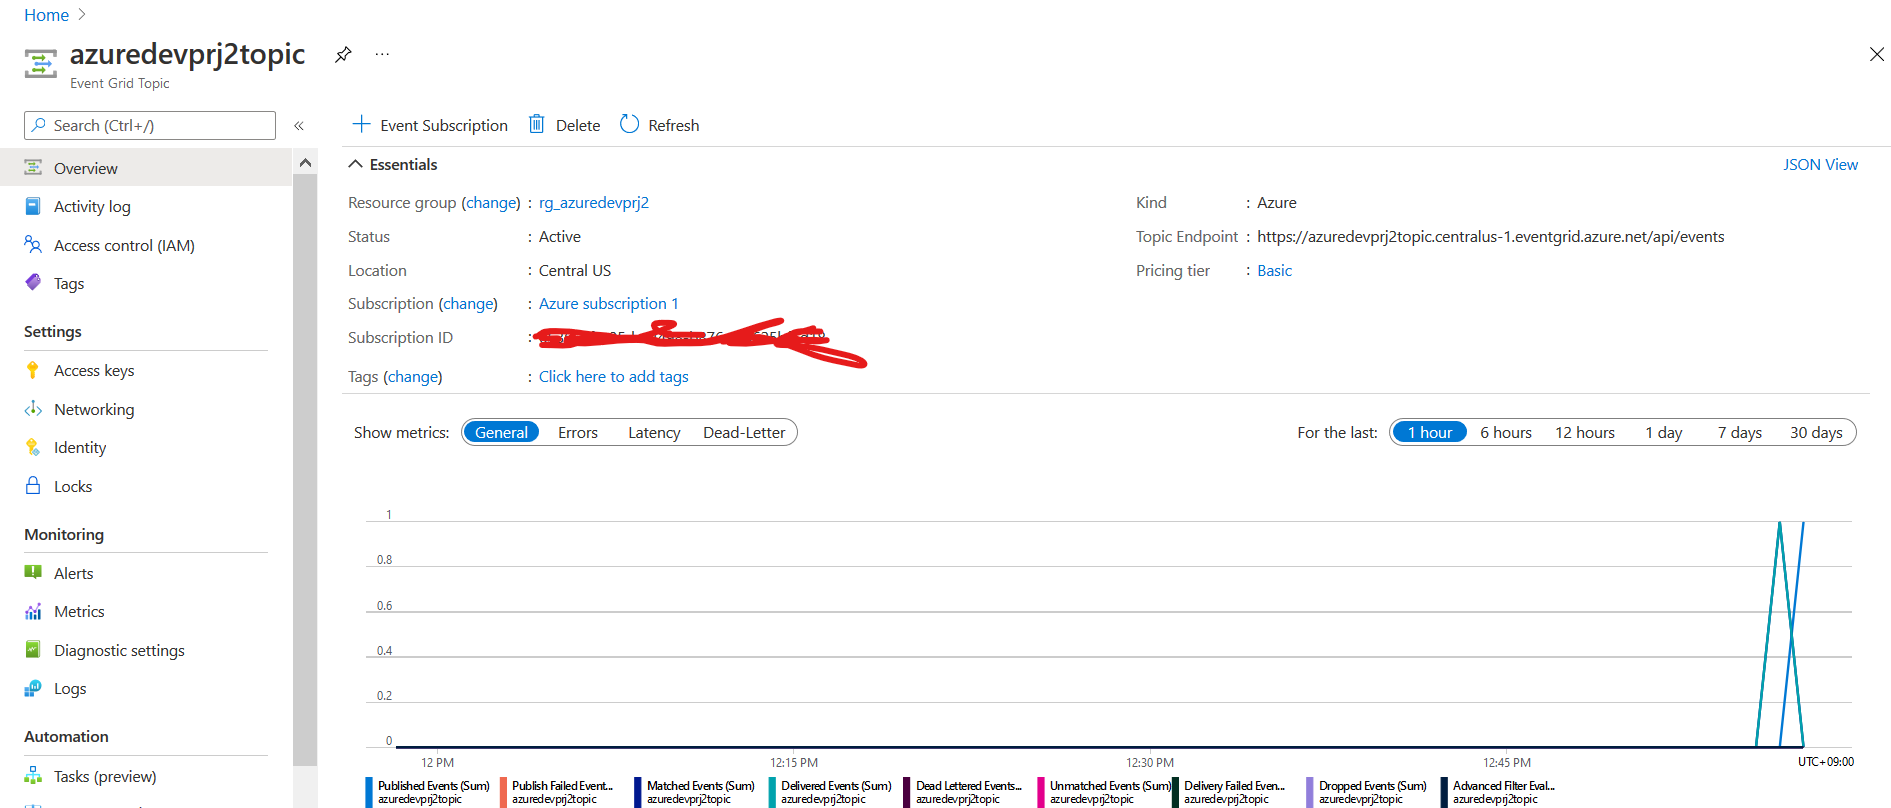 Home >
azuredevprj2topic
...
Event Grid Topic
Search (Ctrl+/)
«
Overview
Activity log
Access control (IAM)
Tags
Settings
Access keys
Networking
Identity
Locks
Monitoring
Alerts
Metrics
Diagnostic settings
Logs
Automation
Tasks (preview)
Event Subscription Delete Refresh
Essentials JSON View
Resource group (change) : rg_azuredevprj2
Status : Active
Location : Central US
Subscription (change) : Azure subscription 1
Subscription ID :
Tags (change) : Click here to add tags
Kind : Azure
Topic Endpoint : https://azuredevprj2topic.centralus-1.eventgrid.azure.net/api/events
Pricing tier : Basic
Show metrics: General Errors Latency Dead-Letter
For the last: 1 hour 6 hours 12 hours 1 day 7 days 30 days
1
0.8
0.6
0.4
0.2
0
12 PM 12:15 PM 12:30 PM 12:45 PM UTC+09:00
Published Events (Sum)
azuredevprj2topic
Publish Failed Event...
azuredevprj2topic
Matched Events (Sum)
azuredevprj2topic
Delivered Events (Sum)
azuredevprj2topic
Dead Lettered Events...
azuredevprj2topic
Unmatched Events (Sum)
azuredevprj2topic
Delivery Failed Even...
azuredevprj2topic
Dropped Events (Sum)
azuredevprj2topic
Advanced Filter Eval...
azuredevprj2topic